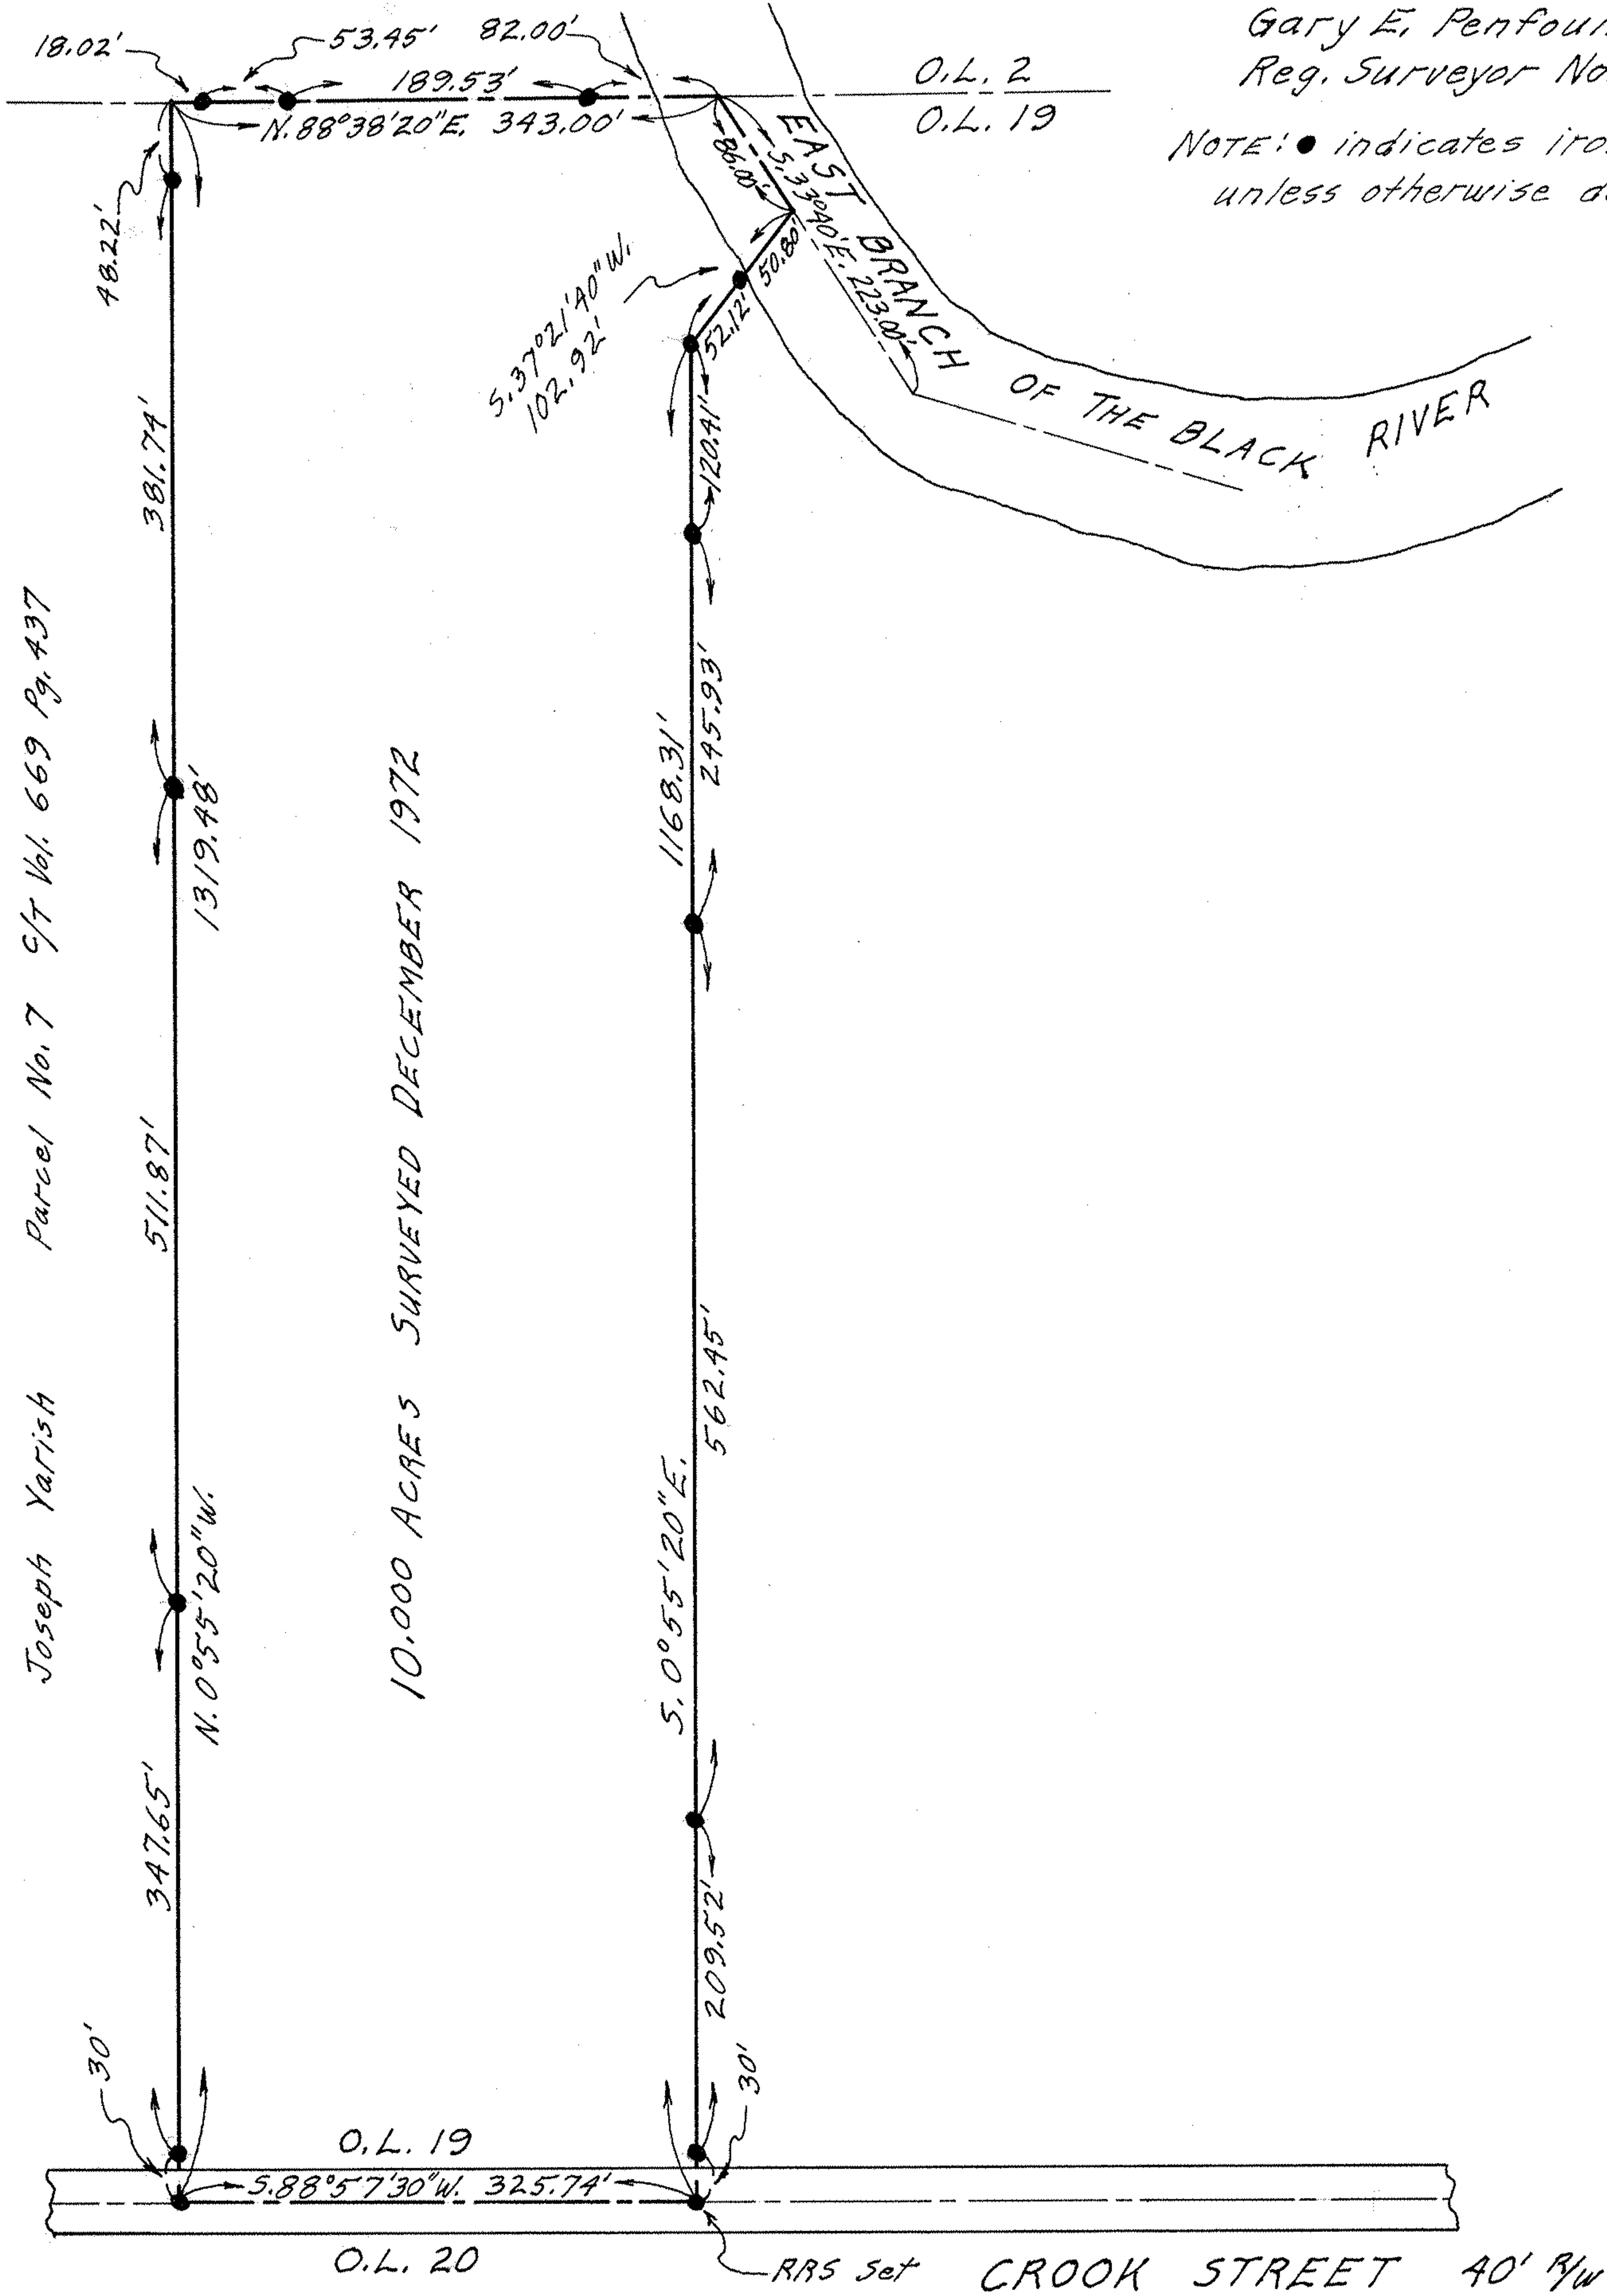 Gary E. Penfoun
Reg. Surveyor No
NOTE: ● indicates iro
unless otherwise d
18.02'
53.45'
82.00'
189.53'
N.88°38'20"E. 343.00'
O.L. 2
O.L. 19
48.22'
86.00'
S.33°40'E. 223.00'
EAST BRANCH OF THE BLACK RIVER
50.80'
S.37°21'40"W.
102.92'
52.12'
120.41'
381.74'
245.93'
1168.31'
1319.48'
Joseph Yarish Parcel No. 7 C/T Vol. 669 Pg. 437
10.000 ACRES SURVEYED DECEMBER 1972
511.87'
562.45'
S. 0°55'20"E.
N. 0°55'20"W.
347.65'
209.52'
30'
30'
O.L. 19
S.88°57'30"W. 325.74'
O.L. 20
RRS Set
CROOK STREET 40' R/W